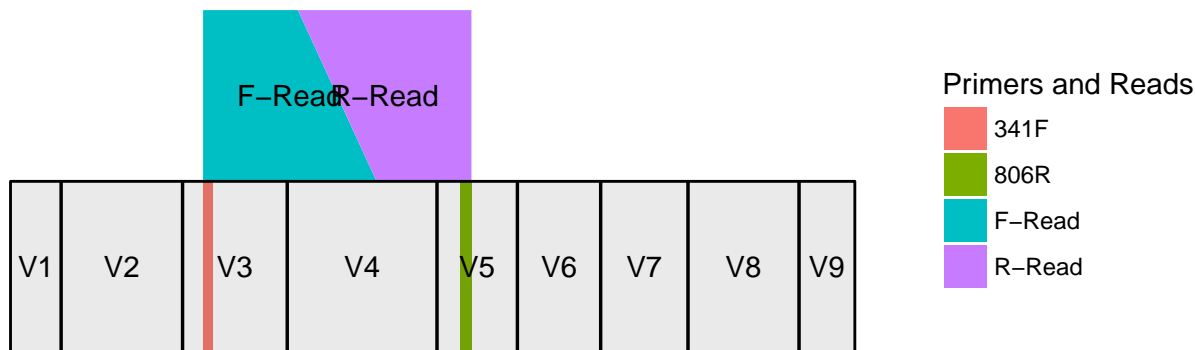 F−Read R−Read
V1 V2 V3 V4 V5 V6 V7 V8 V9
Primers and Reads
341F
806R
F−Read
R−Read